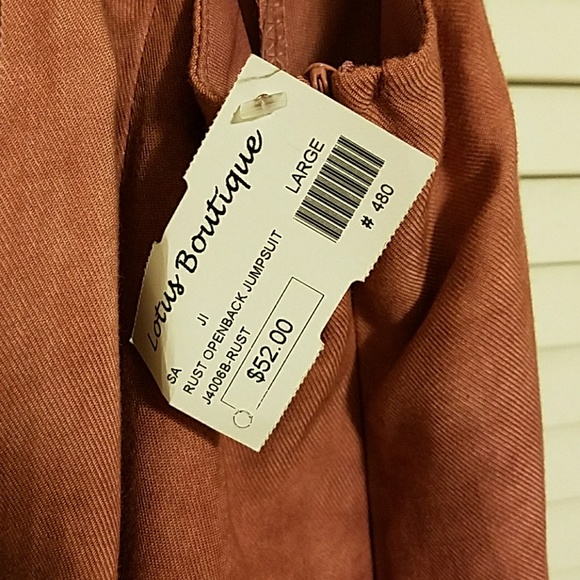 Lotus Boutique
LARGE
# 480
JI
SA
RUST OPENBACK JUMPSUIT
J4006B-RUST
$52.00